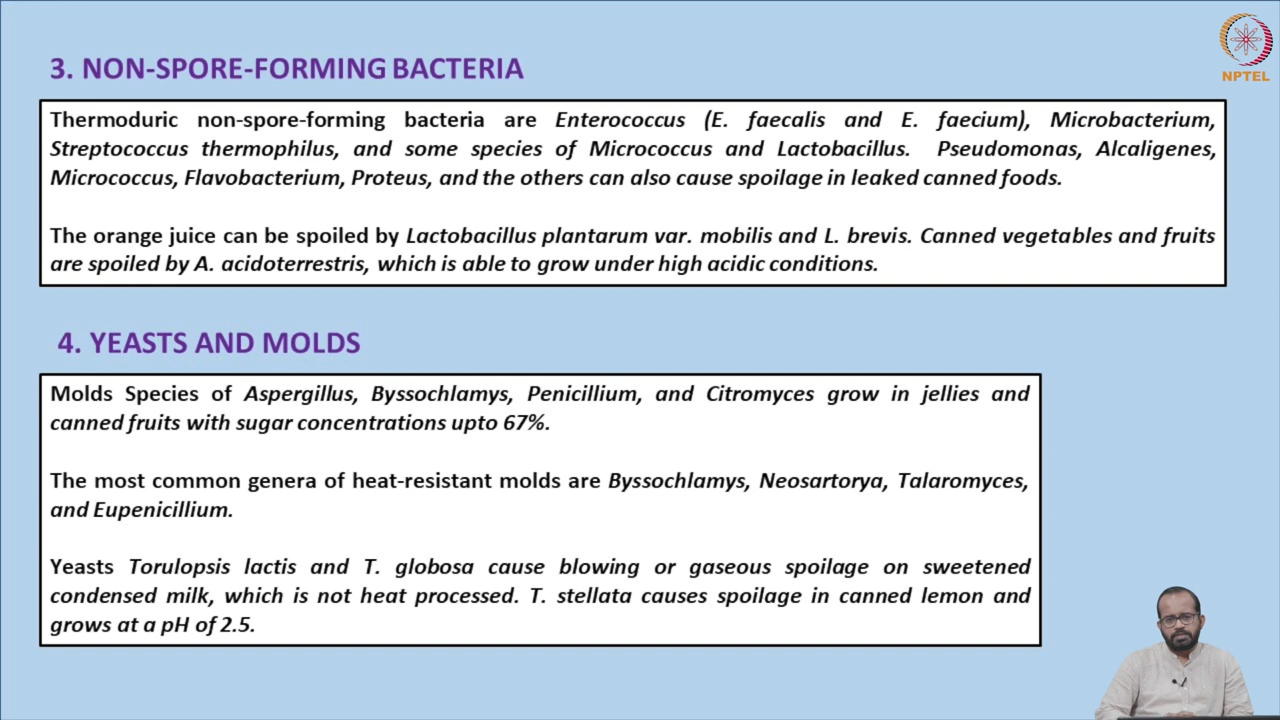 NPTEL
3. NON-SPORE-FORMING BACTERIA
Thermoduric non-spore-forming bacteria are Enterococcus (E. faecalis and E. faecium), Microbacterium,
Streptococcus thermophilus, and some species of Micrococcus and Lactobacillus. Pseudomonas, Alcaligenes,
Micrococcus, Flavobacterium, Proteus, and the others can also cause spoilage in leaked canned foods.
The orange juice can be spoiled by Lactobacillus plantarum var. mobilis and L. brevis. Canned vegetables and fruits
are spoiled by A. acidoterrestris, which is able to grow under high acidic conditions.
4. YEASTS AND MOLDS
Molds Species of Aspergillus, Byssochlamys, Penicillium, and Citromyces grow in jellies and
canned fruits with sugar concentrations upto 67%.
The most common genera of heat-resistant molds are Byssochlamys, Neosartorya, Talaromyces,
and Eupenicillium.
Yeasts Torulopsis lactis and T. globosa cause blowing or gaseous spoilage on sweetened
condensed milk, which is not heat processed. T. stellata causes spoilage in canned lemon and
grows at a pH of 2.5.